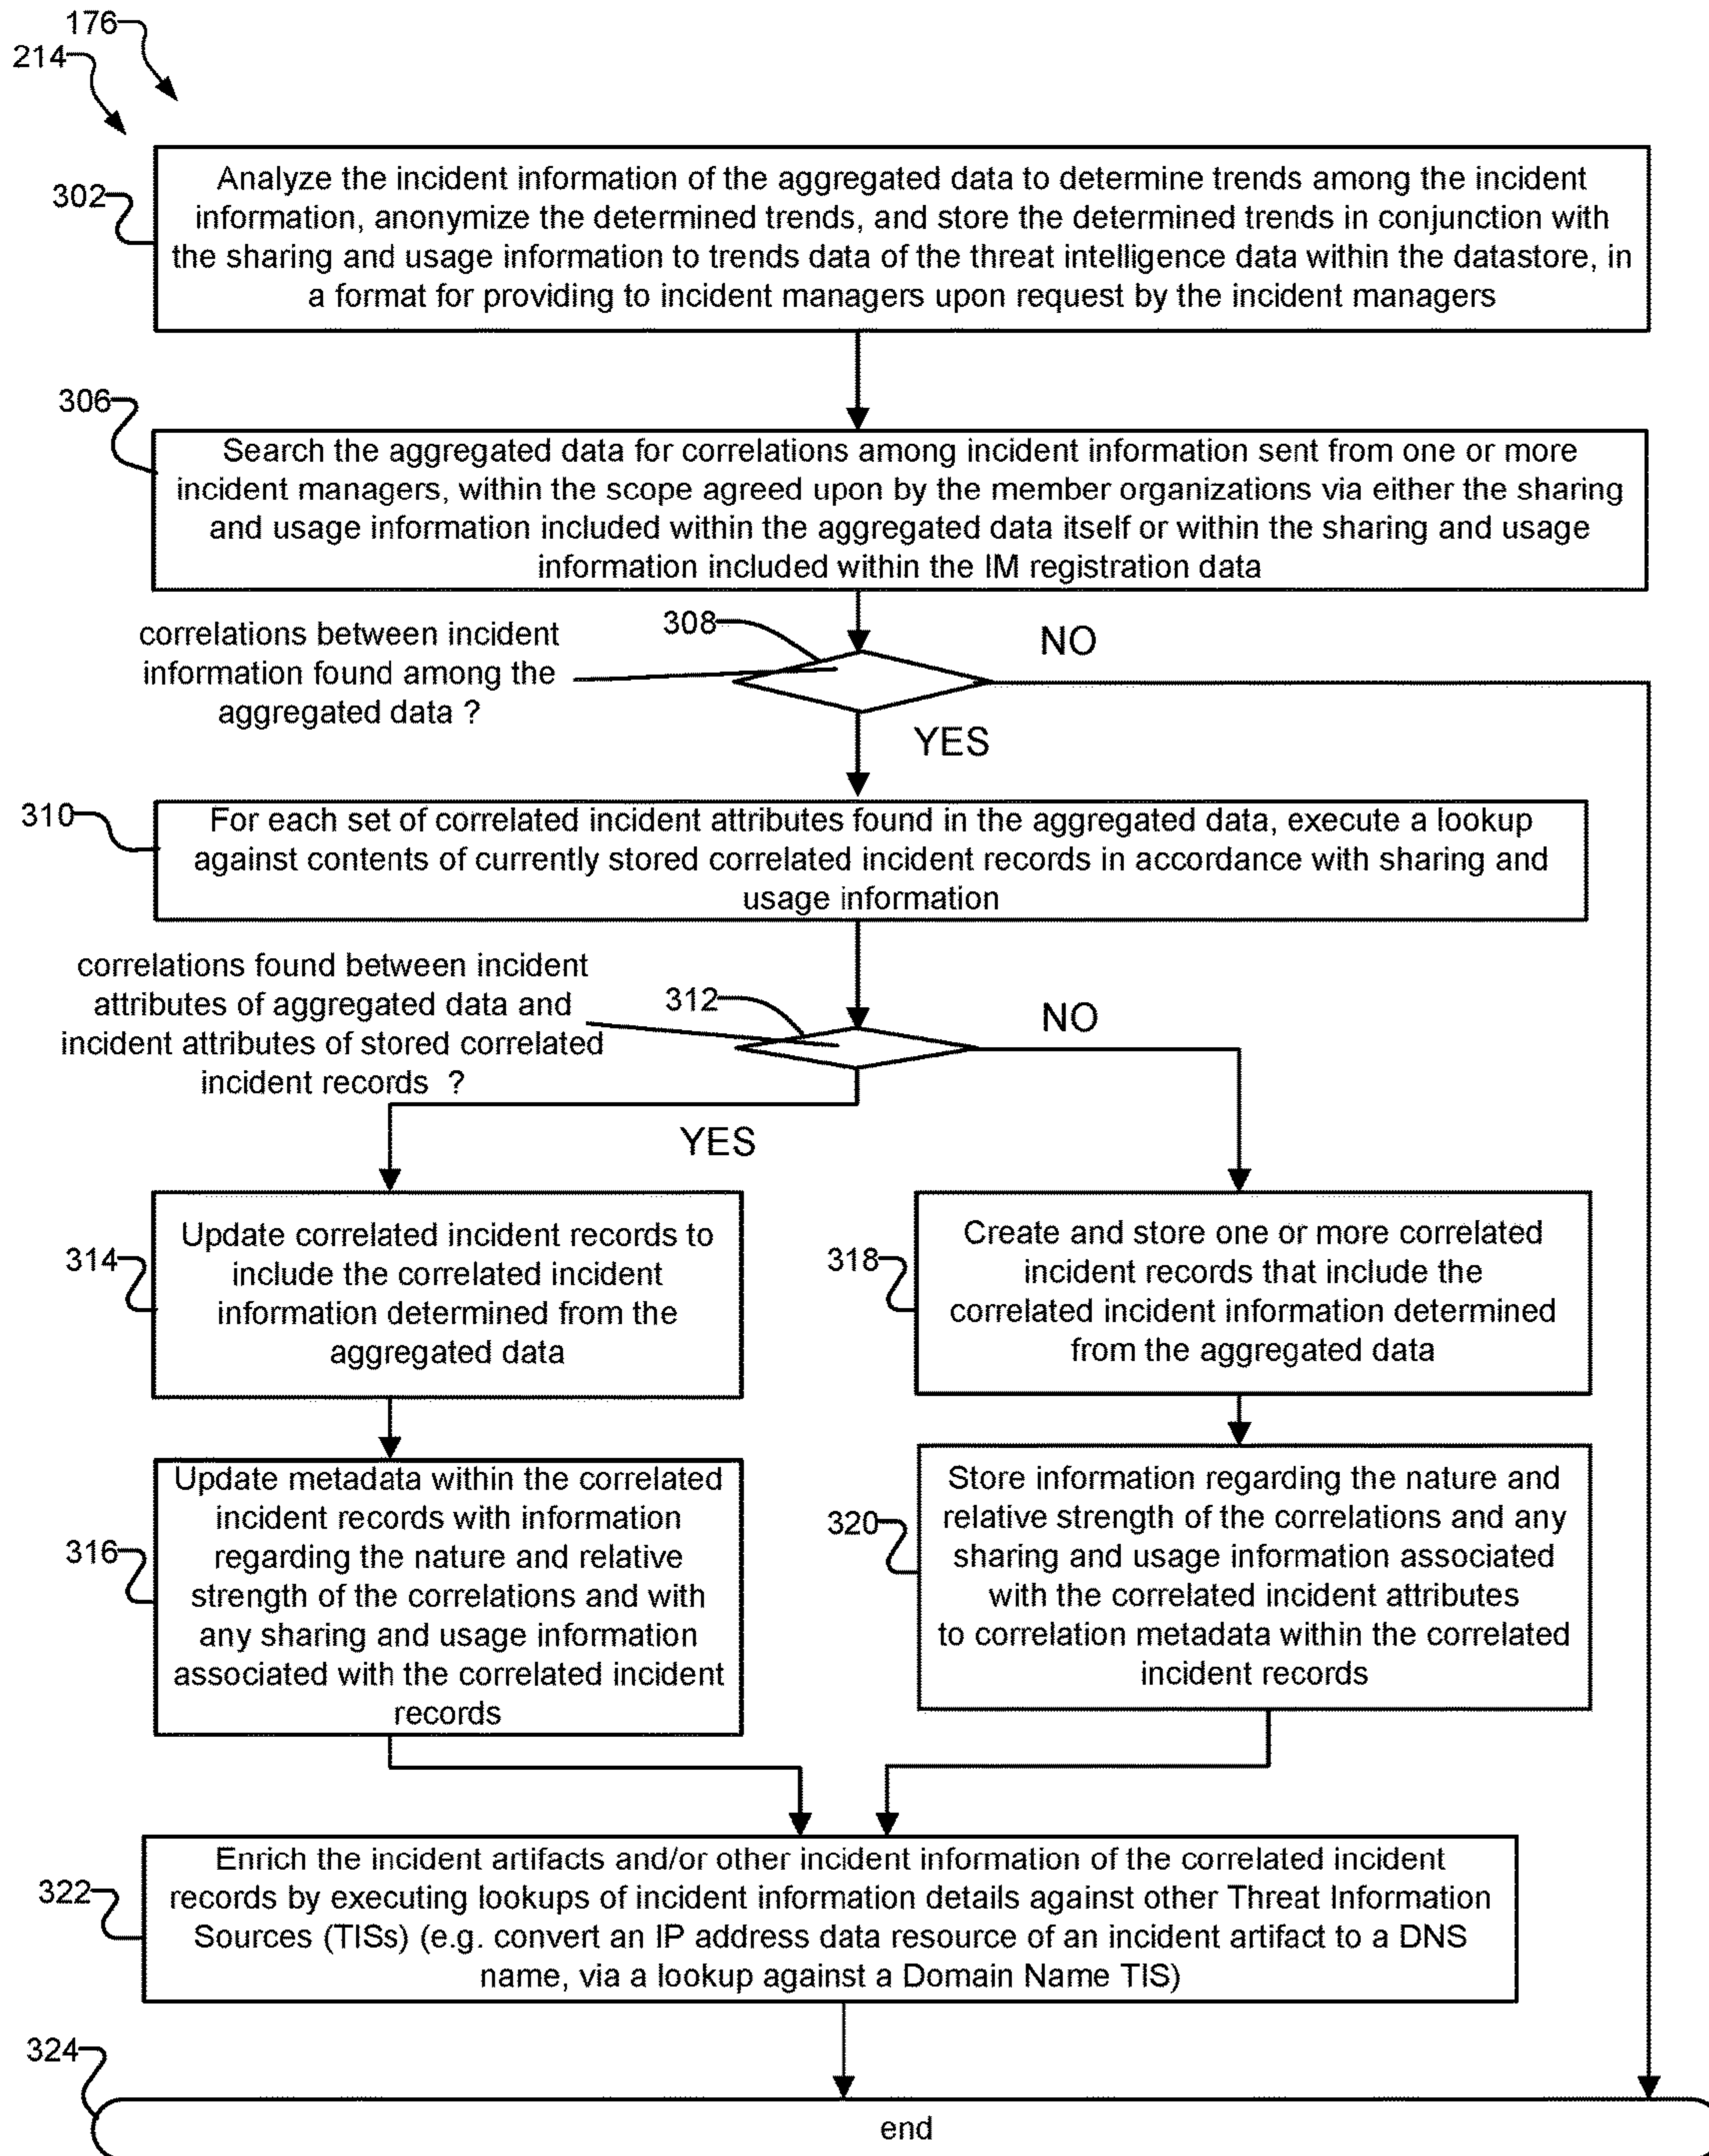 176
214
302
Analyze the incident information of the aggregated data to determine trends among the incident
information, anonymize the determined trends, and store the determined trends in conjunction with
the sharing and usage information to trends data of the threat intelligence data within the datastore, in
a format for providing to incident managers upon request by the incident managers
306
Search the aggregated data for correlations among incident information sent from one or more
incident managers, within the scope agreed upon by the member organizations via either the sharing
and usage information included within the aggregated data itself or within the sharing and usage
information included within the IM registration data
correlations between incident
information found among the
aggregated data ?
308
NO
YES
310
For each set of correlated incident attributes found in the aggregated data, execute a lookup
against contents of currently stored correlated incident records in accordance with sharing and
usage information
correlations found between incident
attributes of aggregated data and
incident attributes of stored correlated
incident records ?
312
NO
YES
314
Update correlated incident records to
include the correlated incident
information determined from the
aggregated data
318
Create and store one or more correlated
incident records that include the
correlated incident information determined
from the aggregated data
316
Update metadata within the correlated
incident records with information
regarding the nature and relative
strength of the correlations and with
any sharing and usage information
associated with the correlated incident
records
320
Store information regarding the nature and
relative strength of the correlations and any
sharing and usage information associated
with the correlated incident attributes
to correlation metadata within the correlated
incident records
322
Enrich the incident artifacts and/or other incident information of the correlated incident
records by executing lookups of incident information details against other Threat Information
Sources (TISs) (e.g. convert an IP address data resource of an incident artifact to a DNS
name, via a lookup against a Domain Name TIS)
324
end